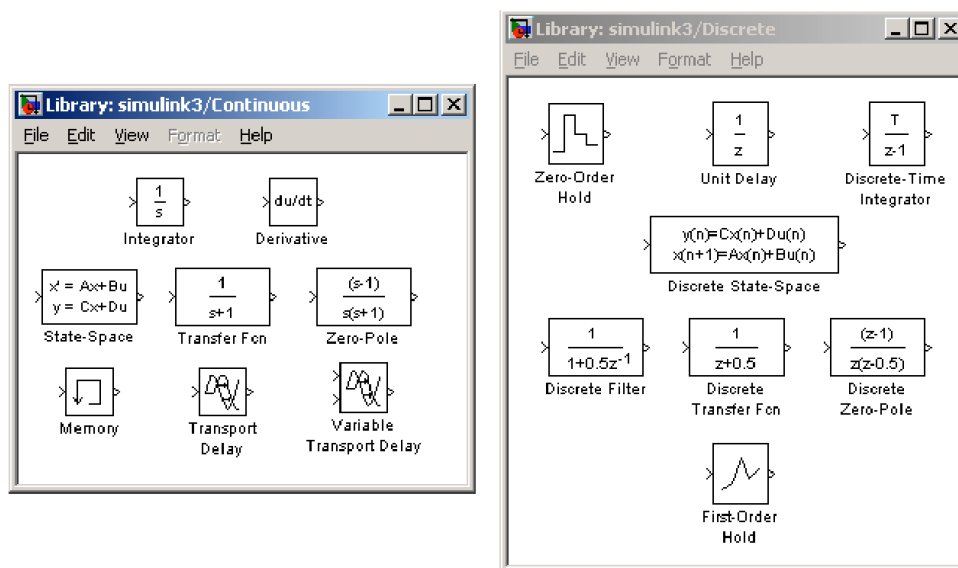 Library: simulink3/Continuous
File Edit View Format Help
1
s
Integrator
du/dt
Derivative
x' = Ax+Bu
y = Cx+Du
State-Space
1
s+1
Transfer Fcn
(s-1)
s(s+1)
Zero-Pole
Memory
Transport
Delay
Variable
Transport Delay
Library: simulink3/Discrete
File Edit View Format Help
Zero-Order
Hold
1
z
Unit Delay
T
z-1
Discrete-Time
Integrator
y(n)=Cx(n)+Du(n)
x(n+1)=Ax(n)+Bu(n)
Discrete State-Space
1
1+0.5z-1
Discrete Filter
1
z+0.5
Discrete
Transfer Fcn
(z-1)
z(z-0.5)
Discrete
Zero-Pole
First-Order
Hold